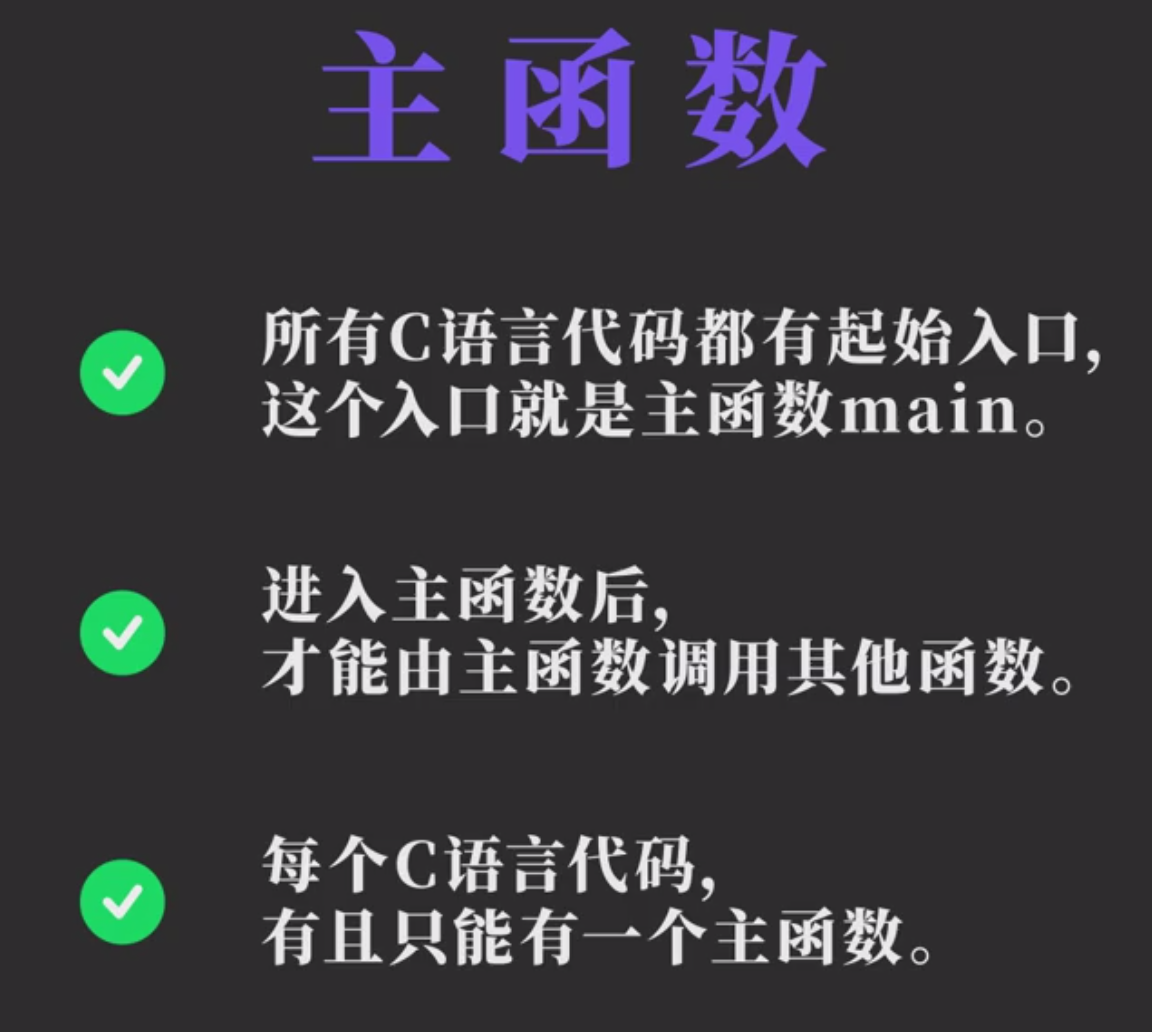 主函数
所有C语言代码都有起始入口，
这个入口就是主函数main。
进入主函数后，
才能由主函数调用其他函数。
每个C语言代码，
有且只能有一个主函数。